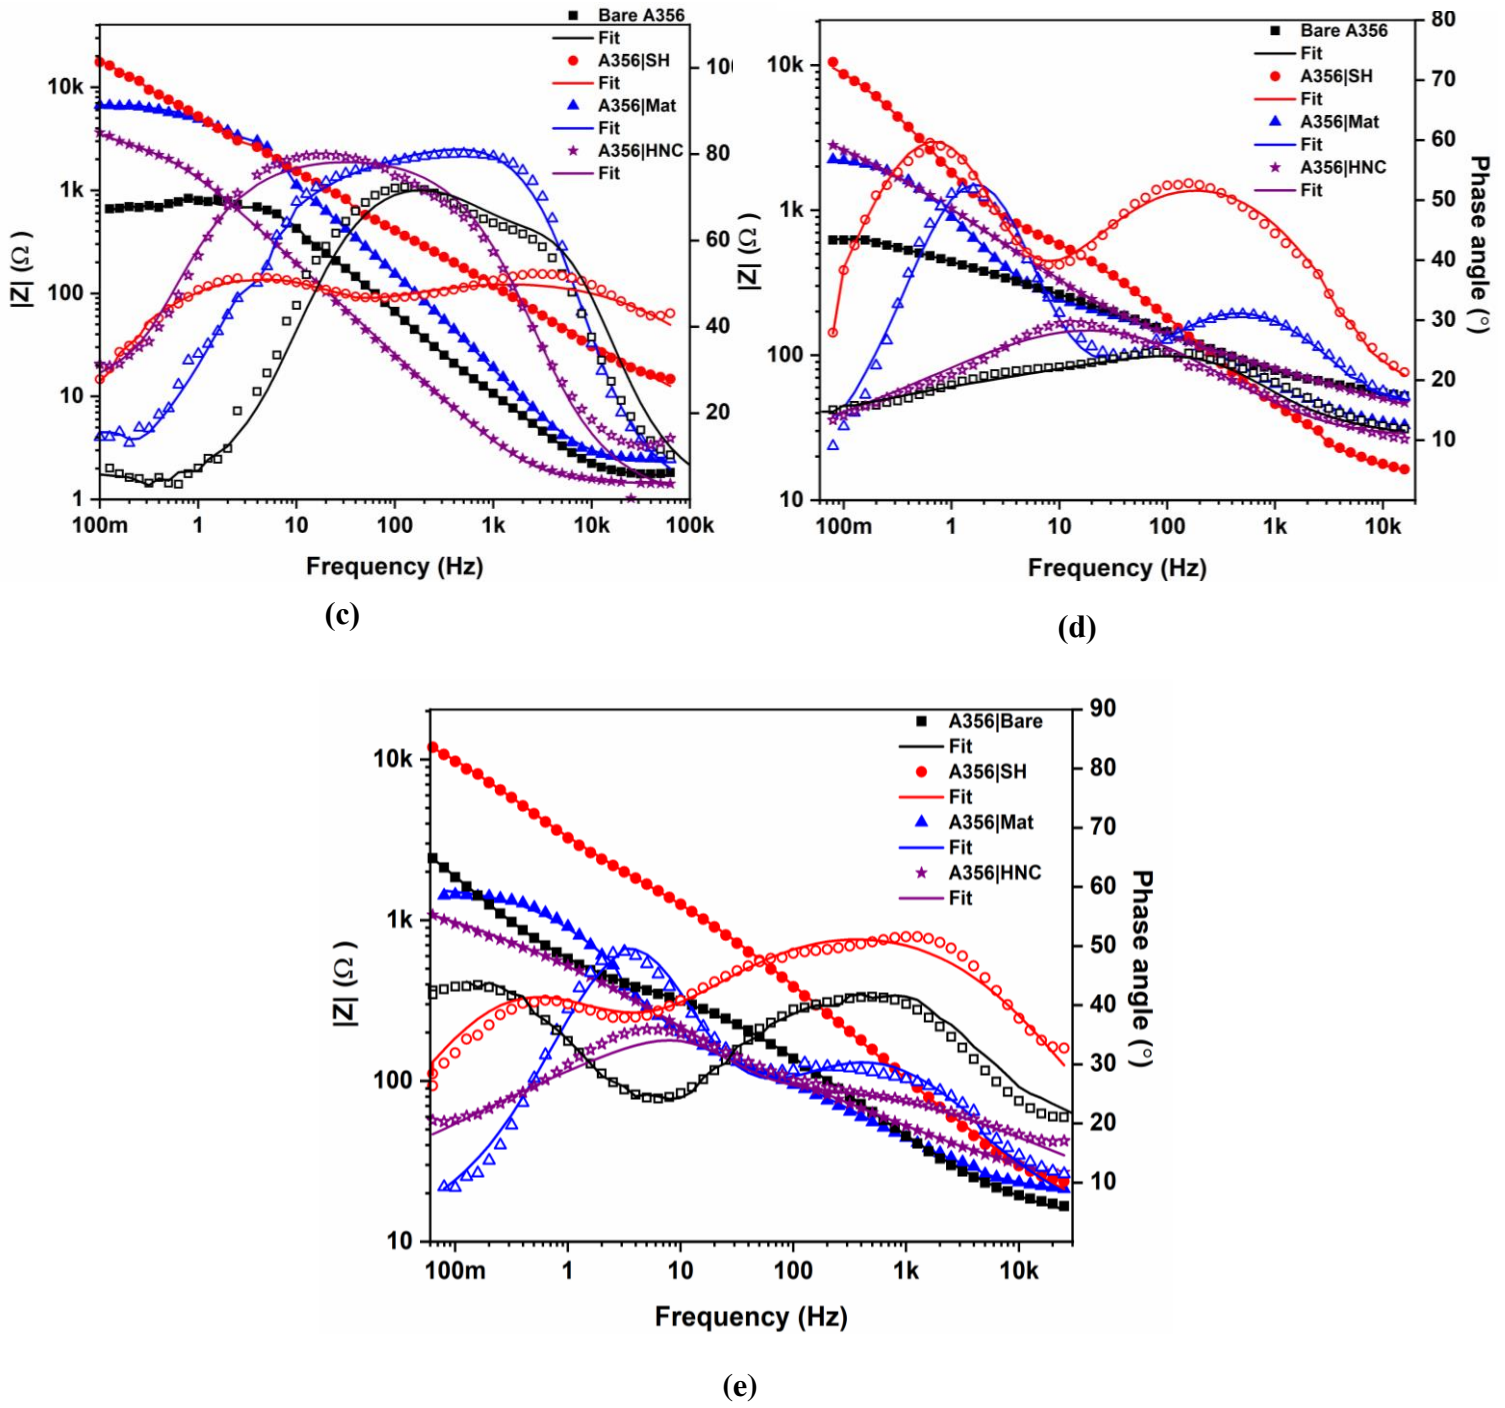 Bare A356
Fit
A356|SH
Fit
A356|Mat
Fit
A356|HNC
Fit
10k
1k
100
10
1
|Z| (Ω )
80
60
40
20
100m
1
10
100
1k
10k
100k
Frequency (Hz)
(c)
Bare A356
Fit
A356|SH
Fit
A356|Mat
Fit
A356|HNC
Fit
10k
1k
100
10
|Z| (Ω )
80
70
60
50
40
30
20
10
Phase angle (°)
100m
1
10
100
1k
10k
Frequency (Hz)
(d)
A356|Bare
Fit
A356|SH
Fit
A356|Mat
Fit
A356|HNC
Fit
10k
1k
100
10
|Z| (Ω )
90
80
70
60
50
40
30
20
10
Phase angle (°)
100m
1
10
100
1k
10k
Frequency (Hz)
(e)